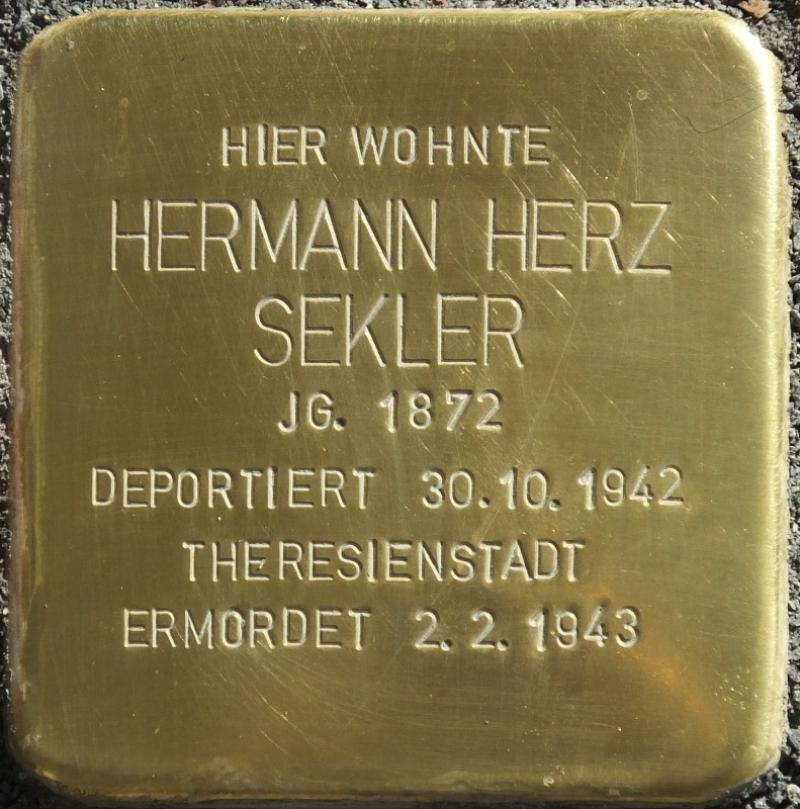 HIER WOHNTE
HERMANN HERZ
SEKLER
JG. 1872
DEPORTIERT 30.10.1942
THERESIENSTADT
ERMORDET 2.2.1943